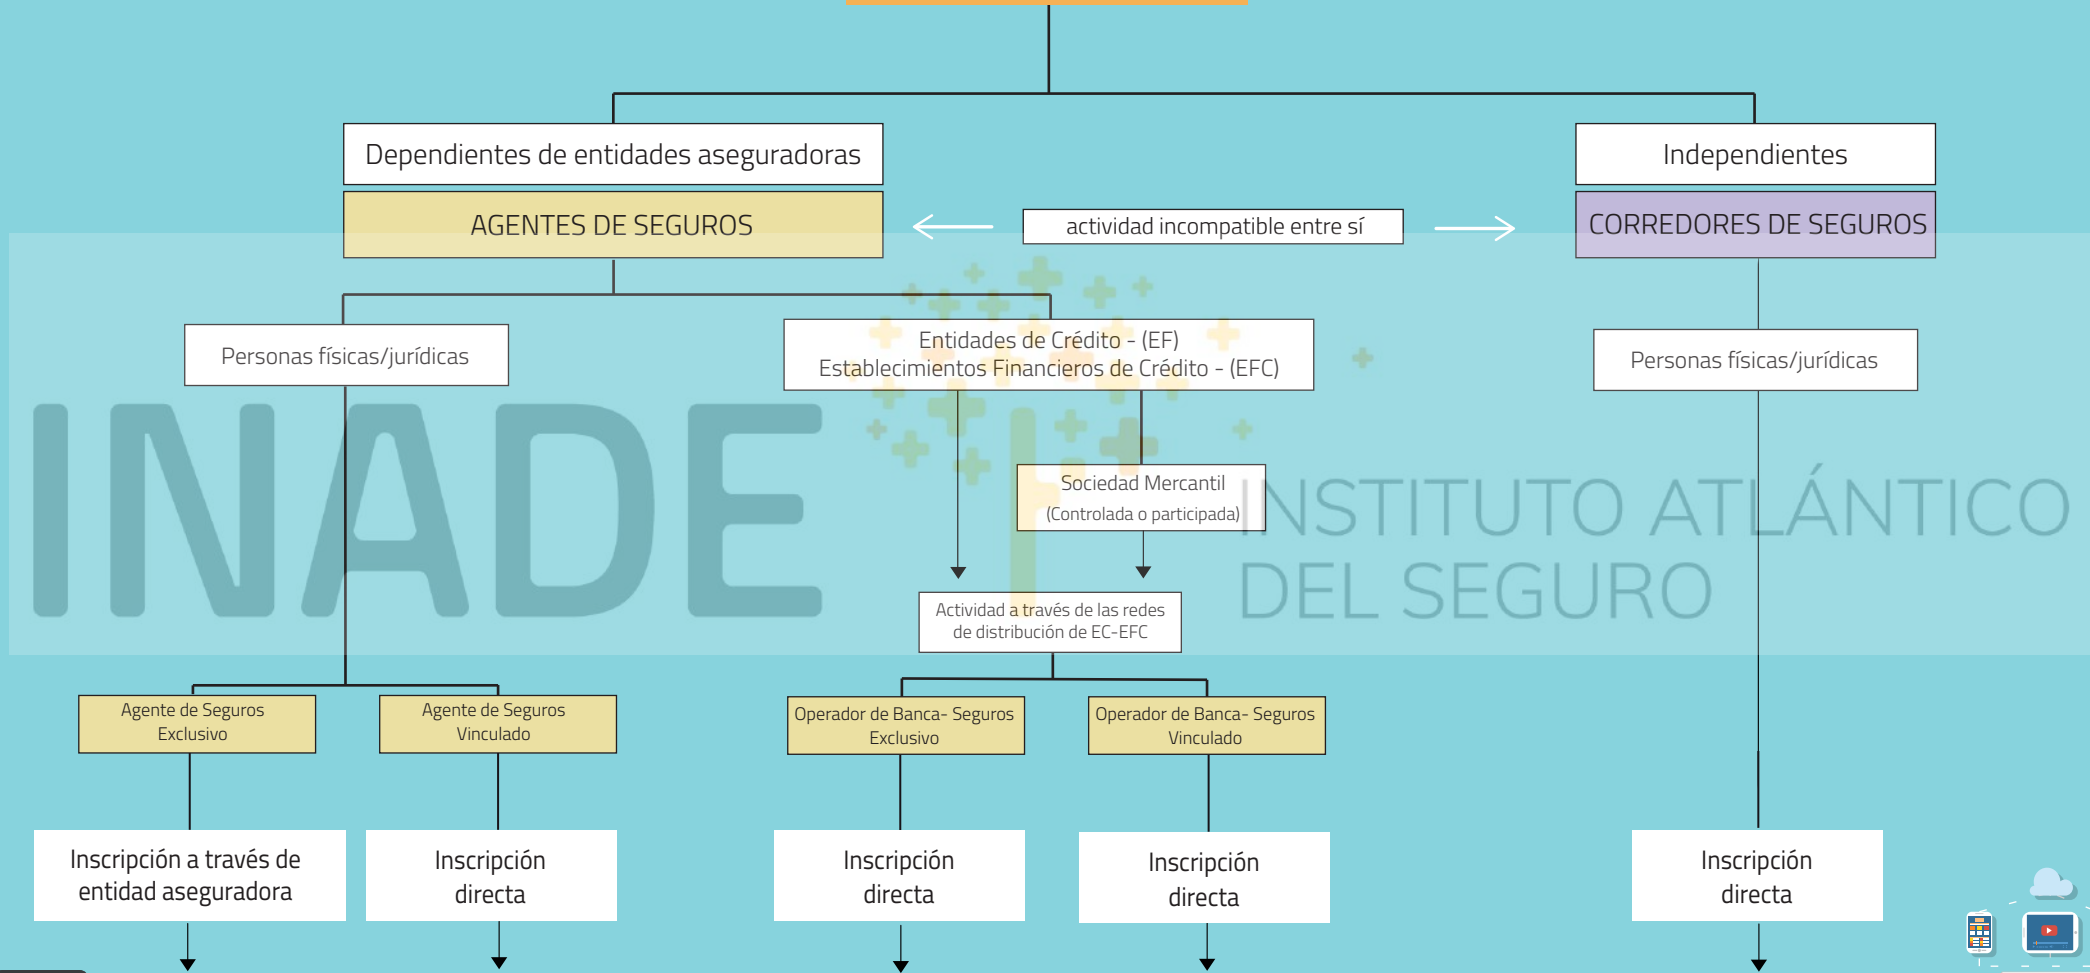 Dependientes de entidades aseguradoras
Independientes
AGENTES DE SEGUROS
actividad incompatible entre sí
CORREDORES DE SEGUROS
Personas físicas/jurídicas
Entidades de Crédito - (EF)
Establecimientos Financieros de Crédito - (EFC)
Personas físicas/jurídicas
INADE
INSTITUTO ATLÁNTICO
DEL SEGURO
Sociedad Mercantil
(Controlada o participada)
Actividad a través de las redes
de distribución de EC-EFC
Agente de Seguros
Exclusivo
Agente de Seguros
Vinculado
Operador de Banca- Seguros
Exclusivo
Operador de Banca- Seguros
Vinculado
Inscripción a través de
entidad aseguradora
Inscripción
directa
Inscripción
directa
Inscripción
directa
Inscripción
directa